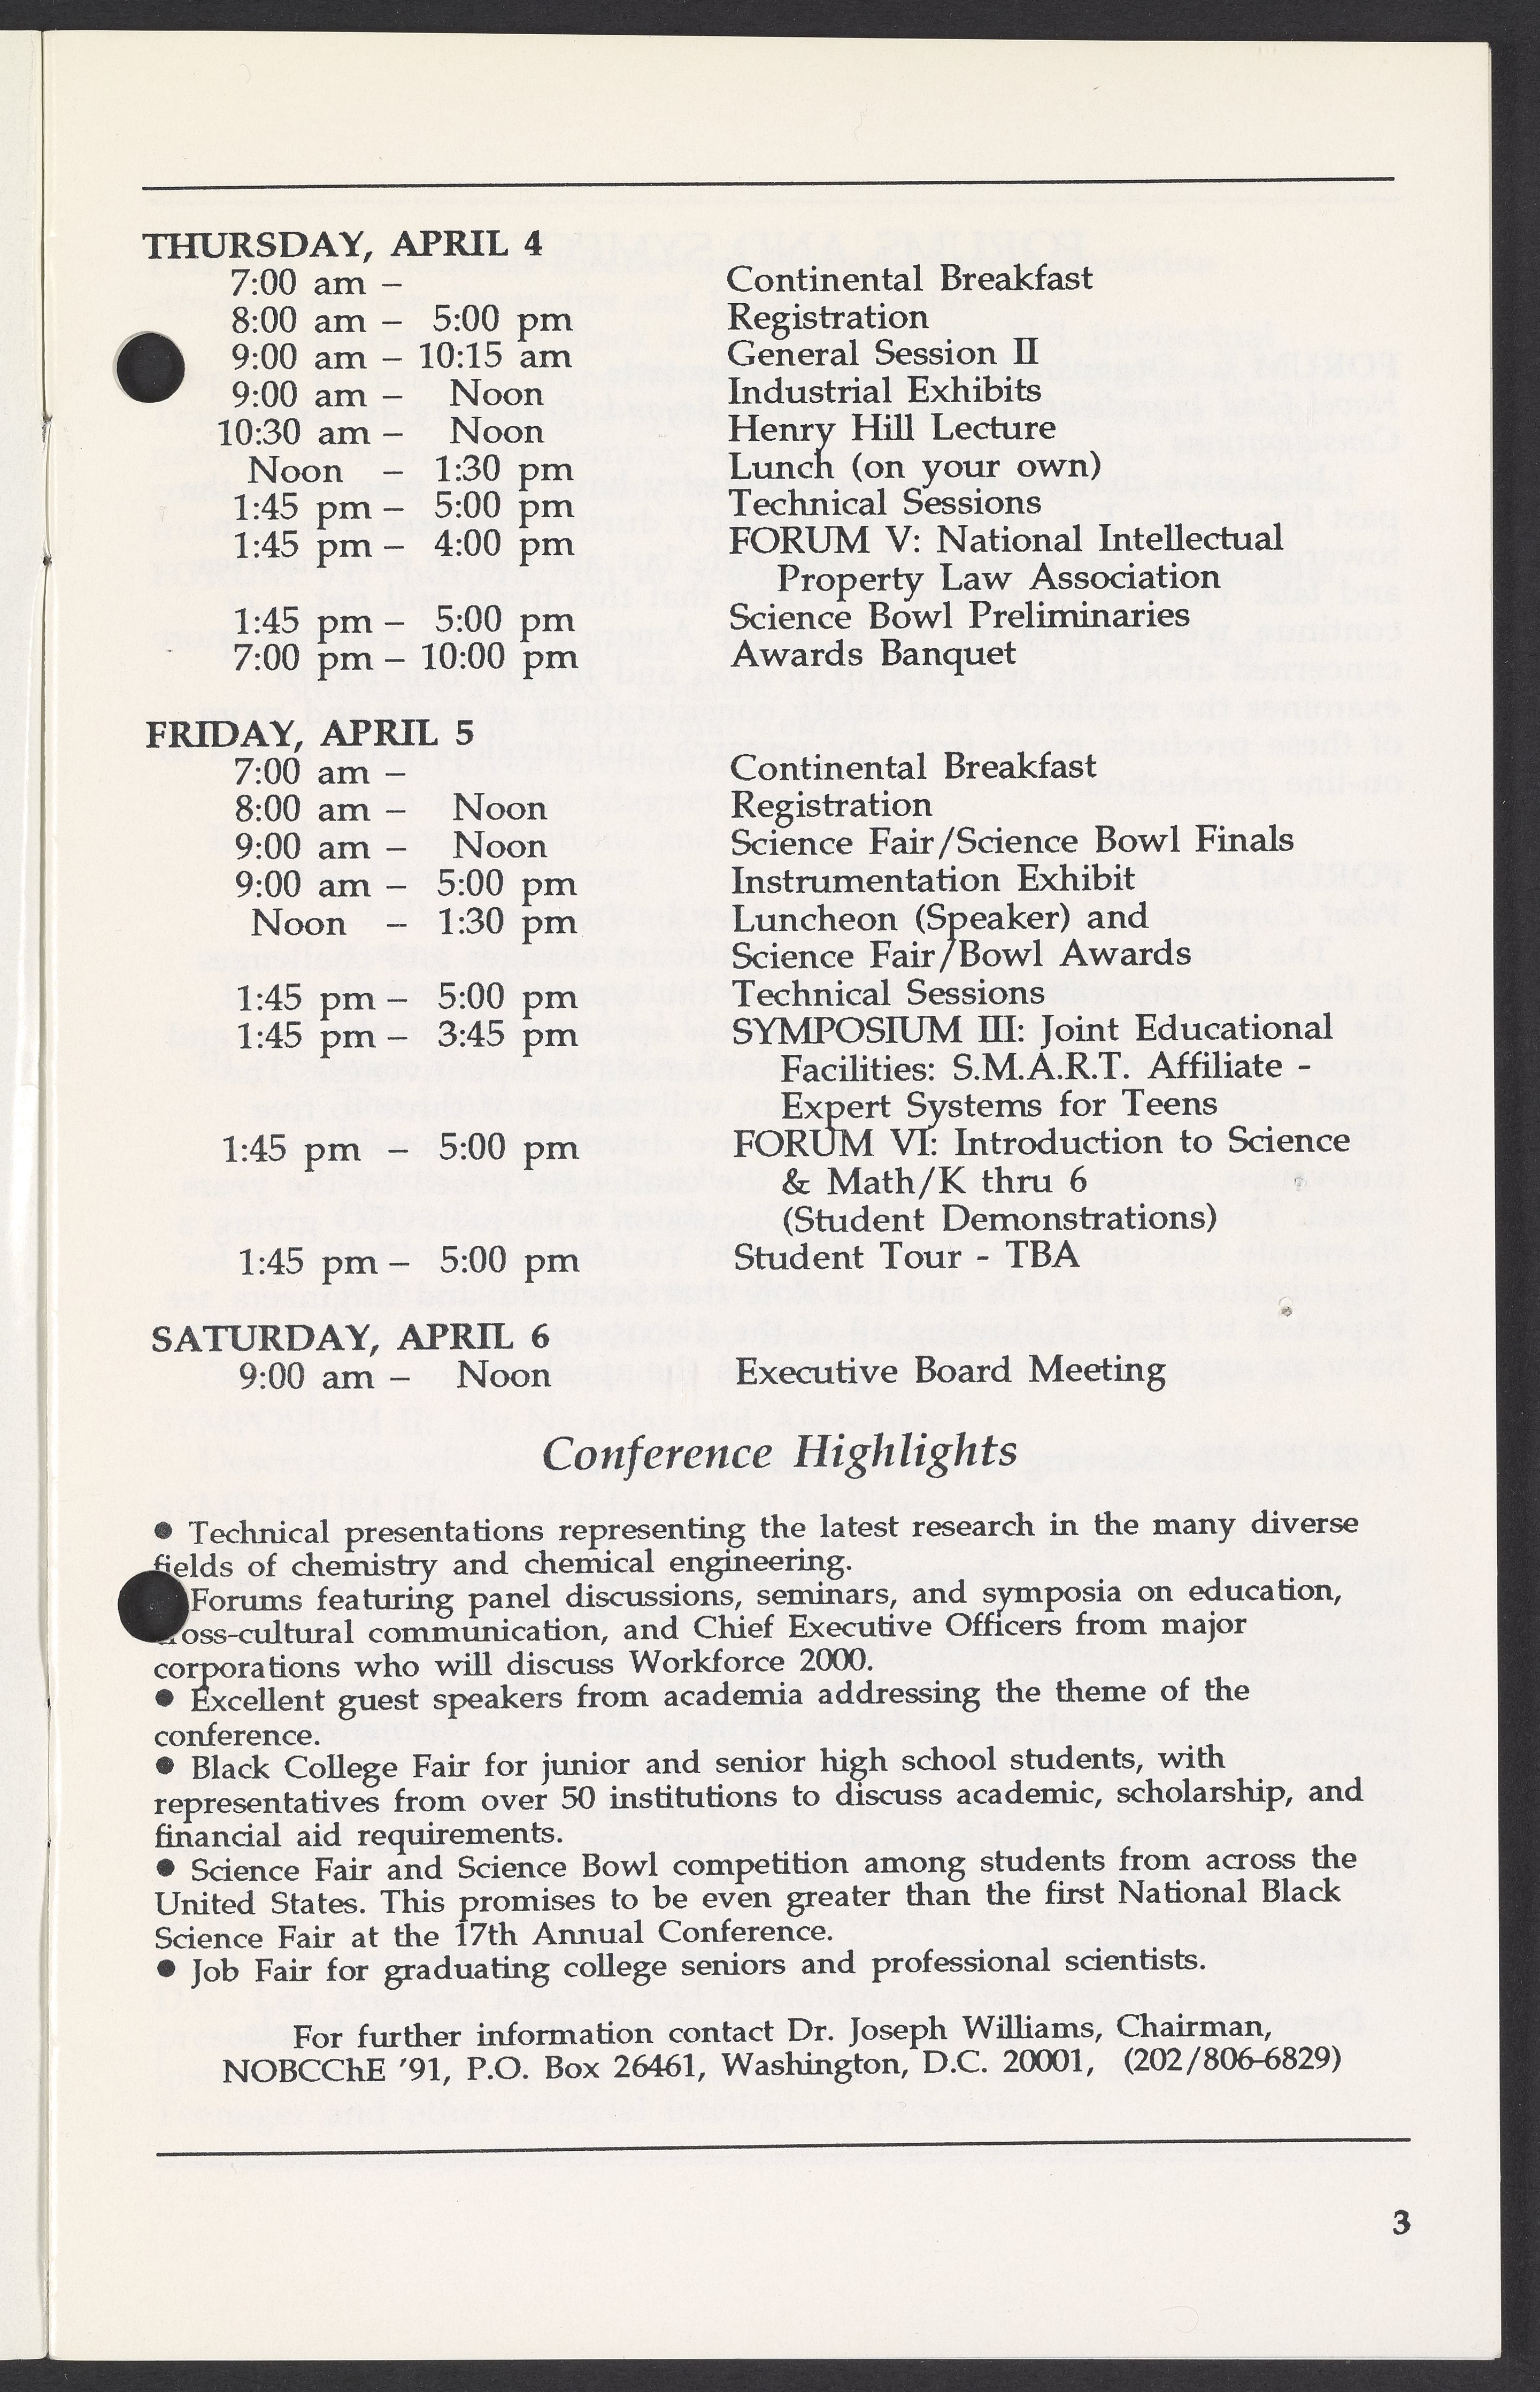 THURSDAY, APRIL 4
7:00 am – Continental Breakfast
8:00 am – 5:00 pm Registration
9:00 am – 10:15 am General Session II
9:00 am – Noon Industrial Exhibits
10:30 am – Noon Henry Hill Lecture
Noon – 1:30 pm Lunch (on your own)
1:45 pm – 5:00 pm Technical Sessions
1:45 pm – 4:00 pm FORUM V: National Intellectual
Property Law Association
1:45 pm – 5:00 pm Science Bowl Preliminaries
7:00 pm – 10:00 pm Awards Banquet
FRIDAY, APRIL 5
7:00 am – Continental Breakfast
8:00 am – Noon Registration
9:00 am – Noon Science Fair/Science Bowl Finals
9:00 am – 5:00 pm Instrumentation Exhibit
Noon – 1:30 pm Luncheon (Speaker) and
Science Fair/Bowl Awards
1:45 pm – 5:00 pm Technical Sessions
1:45 pm – 3:45 pm SYMPOSIUM III: Joint Educational
Facilities: S.M.A.R.T. Affiliate -
Expert Systems for Teens
1:45 pm – 5:00 pm FORUM VI: Introduction to Science
& Math/K thru 6
(Student Demonstrations)
1:45 pm – 5:00 pm Student Tour - TBA
SATURDAY, APRIL 6
9:00 am – Noon Executive Board Meeting
Conference Highlights
● Technical presentations representing the latest research in the many diverse
fields of chemistry and chemical engineering.
Forums featuring panel discussions, seminars, and symposia on education,
cross-cultural communication, and Chief Executive Officers from major
corporations who will discuss Workforce 2000.
● Excellent guest speakers from academia addressing the theme of the
conference.
● Black College Fair for junior and senior high school students, with
representatives from over 50 institutions to discuss academic, scholarship, and
financial aid requirements.
● Science Fair and Science Bowl competition among students from across the
United States. This promises to be even greater than the first National Black
Science Fair at the 17th Annual Conference.
● Job Fair for graduating college seniors and professional scientists.
For further information contact Dr. Joseph Williams, Chairman,
NOBCChE '91, P.O. Box 26461, Washington, D.C. 20001, (202/806-6829)
3